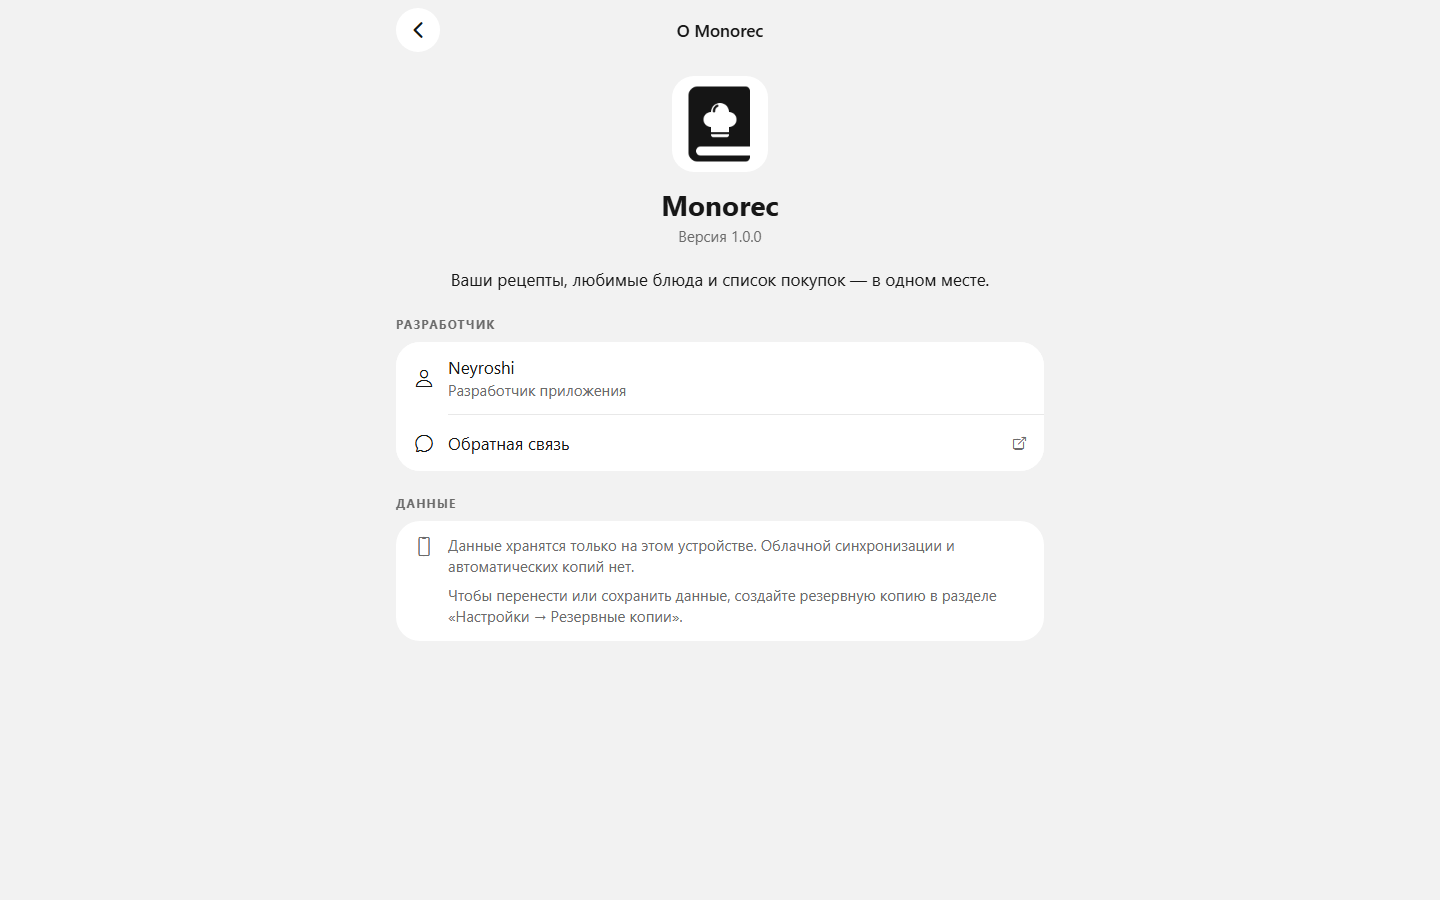 О Monorec
Monorec
Версия 1.0.0
Ваши рецепты, любимые блюда и список покупок — в одном месте.
РАЗРАБОТЧИК
Neyroshi
Разработчик приложения
Обратная связь
ДАННЫЕ
Данные хранятся только на этом устройстве. Облачной синхронизации и
автоматических копий нет.
Чтобы перенести или сохранить данные, создайте резервную копию в разделе
«Настройки → Резервные копии».